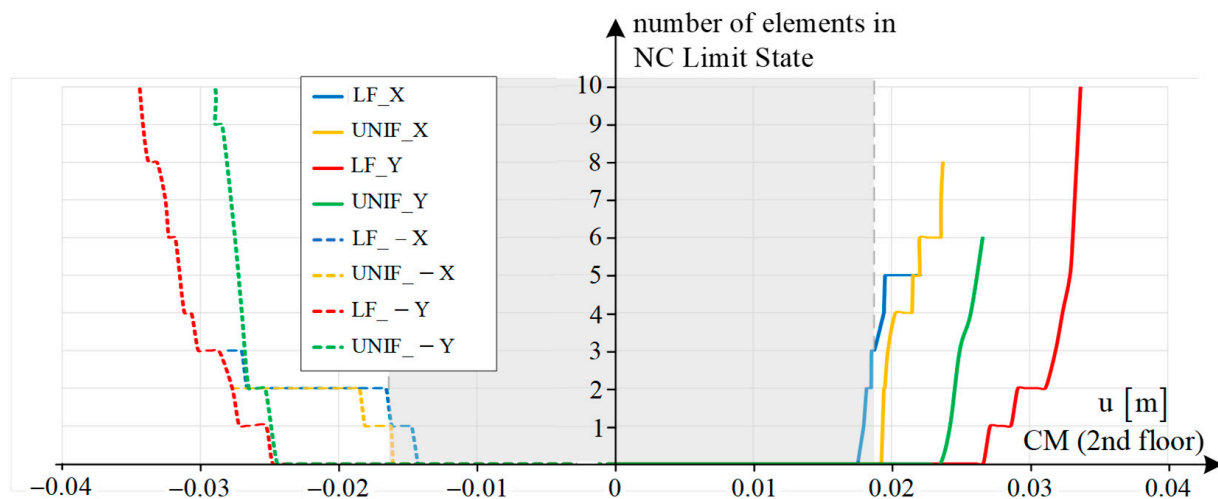 number of elements in
NC Limit State
LF_X
UNIF_X
LF_Y
UNIF_Y
LF_−X
UNIF_−X
LF_−Y
UNIF_−Y
10
9
8
7
6
5
4
3
2
1
u [m]
CM (2nd floor)
−0.04 −0.03 −0.02 −0.01 0.00 0.01 0.02 0.03 0.04